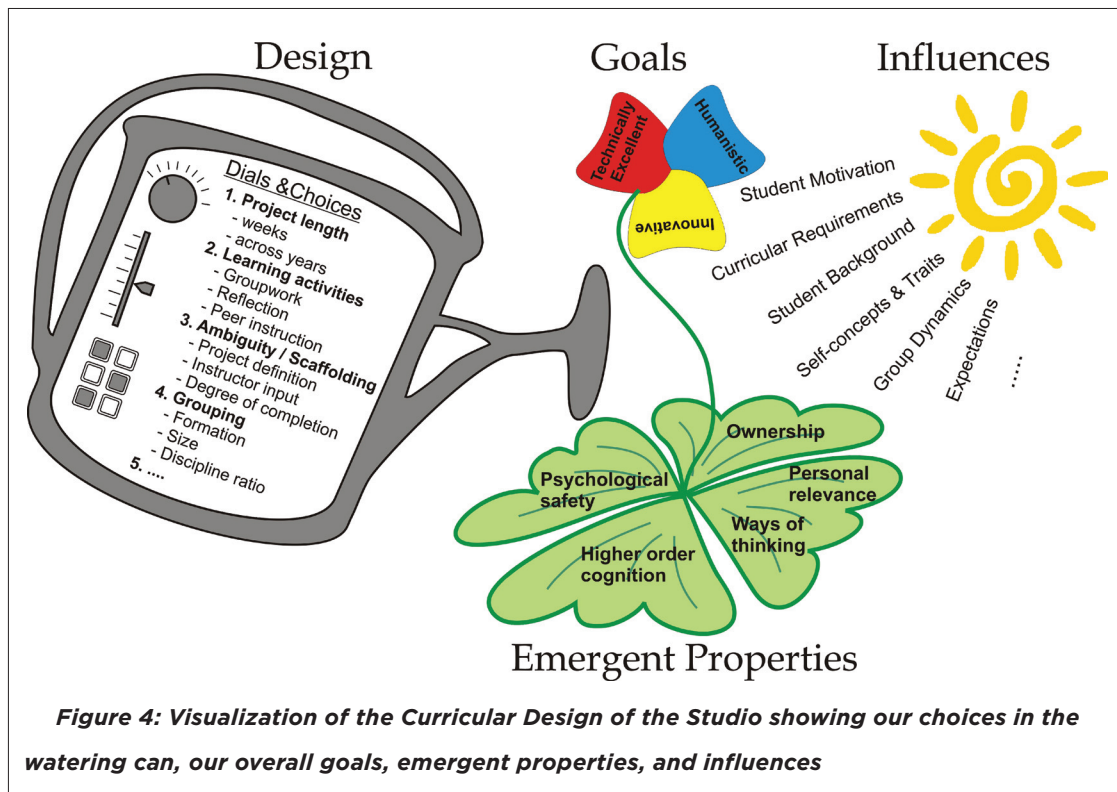 Design
Goals
Influences
Dials &Choices
1. Project length
- weeks
- across years
2. Learning activities
- Groupwork
- Reflection
- Peer instruction
3. Ambiguity / Scaffolding
- Project definition
- Instructor input
- Degree of completion
4. Grouping
- Formation
- Size
- Discipline ratio
5. ....
Technically
Excellent
Humanistic
Innovative
Student Motivation
Curricular Requirements
Student Background
Self-concepts & Traits
Group Dynamics
Expectations
.....
Ownership
Psychological
safety
Personal
relevance
Ways of
thinking
Higher order
cognition
Emergent Properties
Figure 4: Visualization of the Curricular Design of the Studio showing our choices in the
watering can, our overall goals, emergent properties, and influences